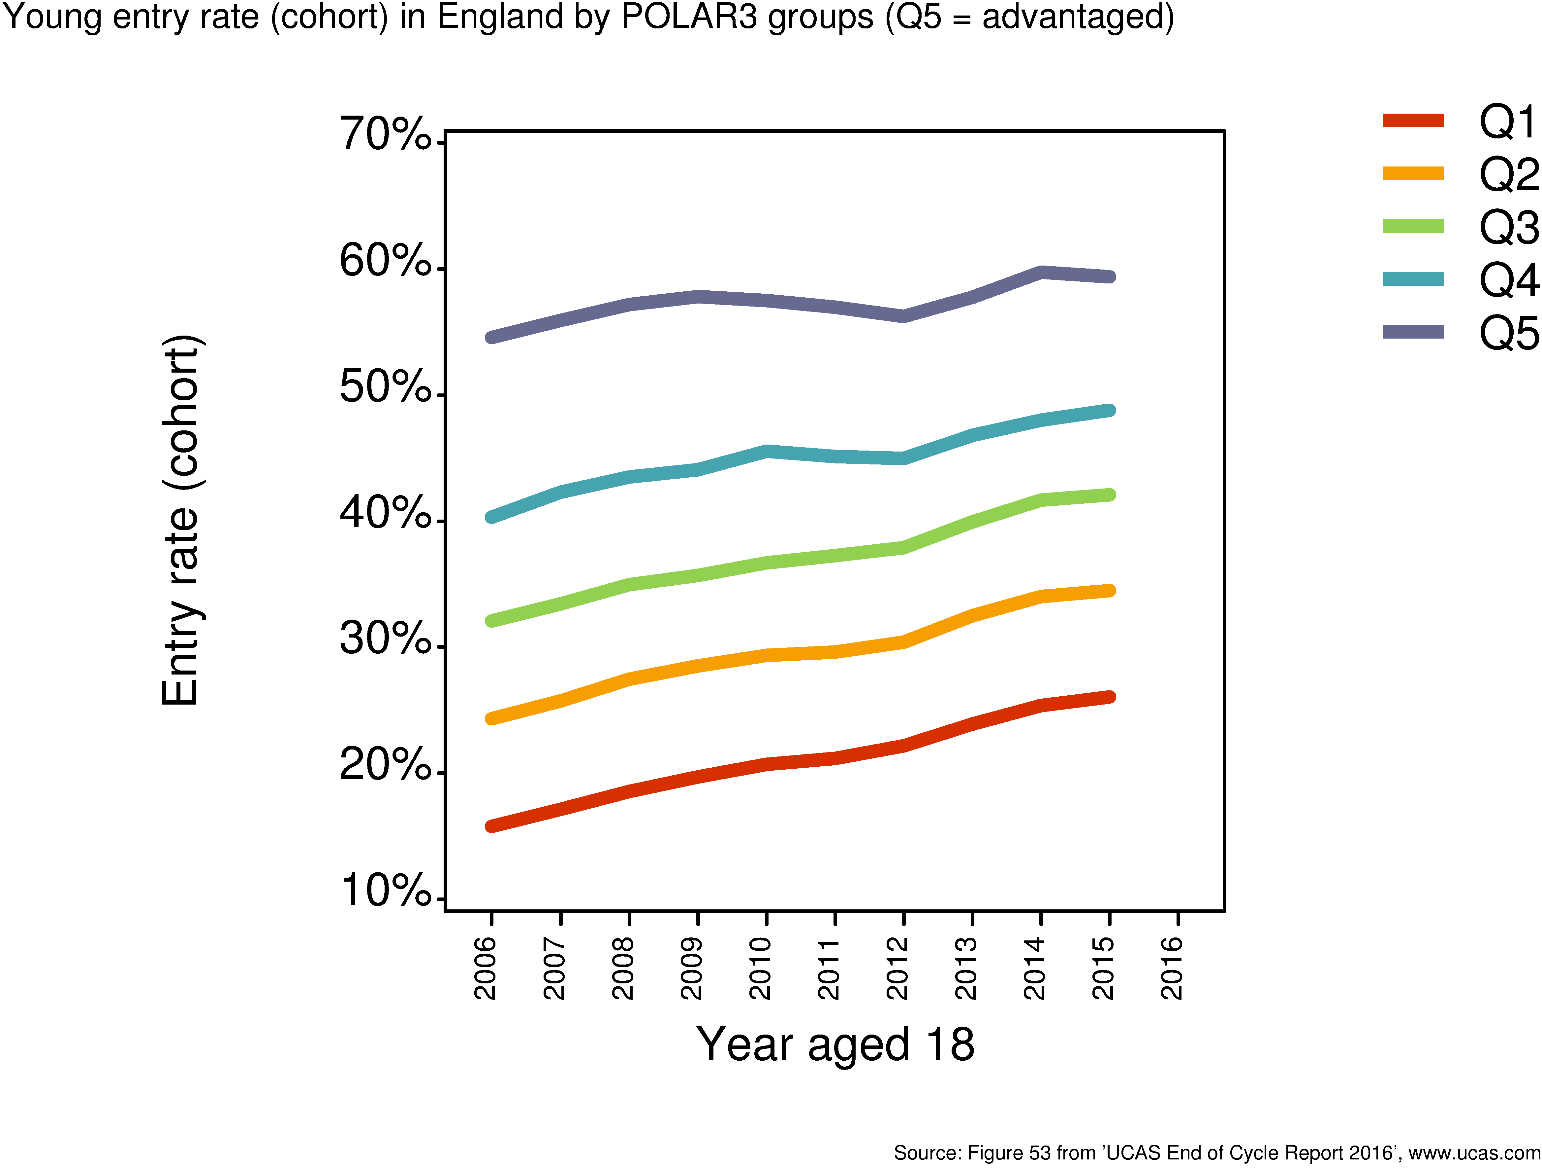 Young entry rate (cohort) in England by POLAR3 groups (Q5 = advantaged)
Q1
Q2
Q3
Q4
Q5
70%
60%
50%
40%
30%
20%
10%
Entry rate (cohort)
2006
2007
2008
2009
2010
2011
2012
2013
2014
2015
2016
Year aged 18
Source: Figure 53 from 'UCAS End of Cycle Report 2016', www.ucas.com